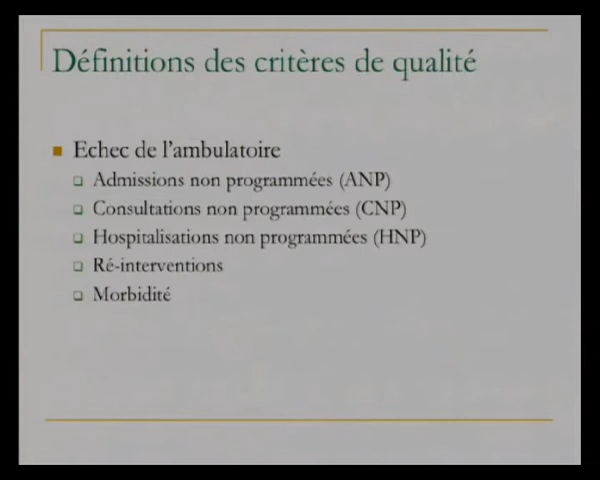 Définitions des critères de qualité
Echec de l'ambulatoire
Admissions non programmées (ANP)
Consultations non programmées (CNP)
Hospitalisations non programmées (HNP)
Ré-interventions
Morbidité